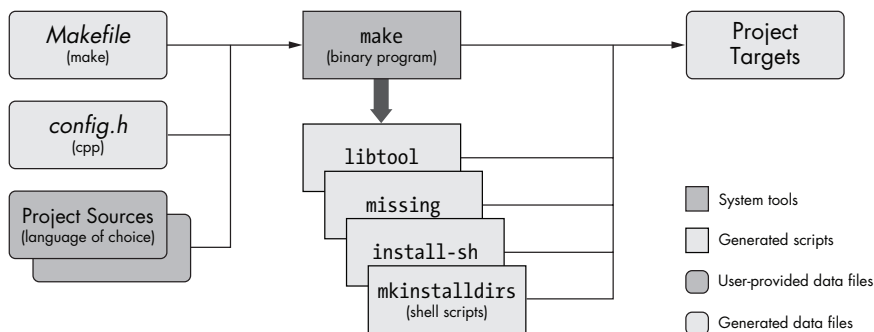 Makefile
(make)
make
(binary program)
Project
Targets
config.h
(cpp)
libtool
missing
install-sh
mkinstalldirs
(shell scripts)
Project Sources
(language of choice)
System tools
Generated scripts
User-provided data files
Generated data files